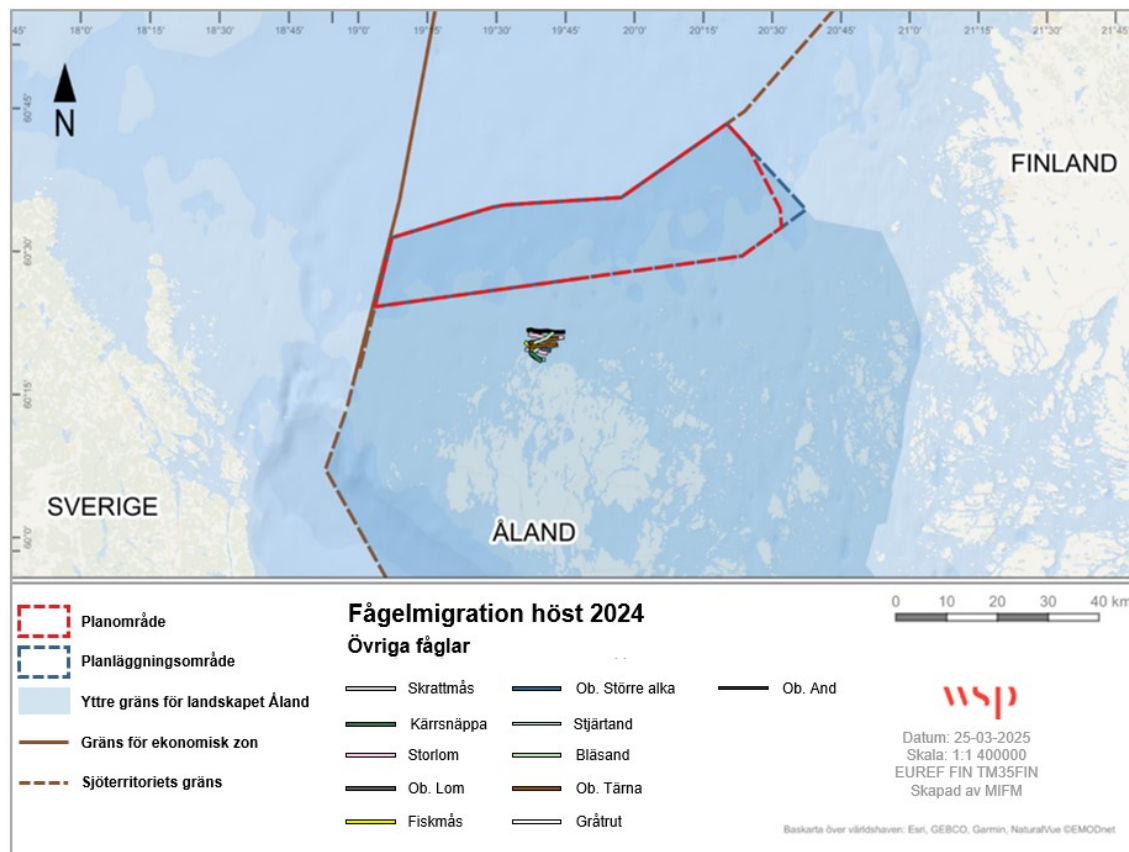 :45' 18°0' 18°15' 18°30' 18°45' 19°0' 19°15' 19°30' 19°45' 20°0' 20°15' 20°30' 20°45' 21°0' 21°15' 21°30' 21°45'
60°45'
N
FINLAND
60°30'
60°15'
SVERIGE
ÅLAND
60°0'
Planområde
Planläggningsområde
Yttre gräns för landskapet Åland
Gräns för ekonomisk zon
Sjöterritoriets gräns
Fågelmigration höst 2024
Övriga fåglar
Skrattmås
Kärrsnäppa
Storlom
Ob. Lom
Fiskmås
Ob. Större alka
Stjärtand
Bläsand
Ob. Tärna
Gråtrut
Ob. And
0 10 20 30 40 km
wsp
Datum: 25-03-2025
Skala: 1:1 400000
EUREF FIN TM35FIN
Skapad av MIFM
Baskarta över världshaven: Esri, GEBCO, Garmin, NaturalVue ©EMODnet